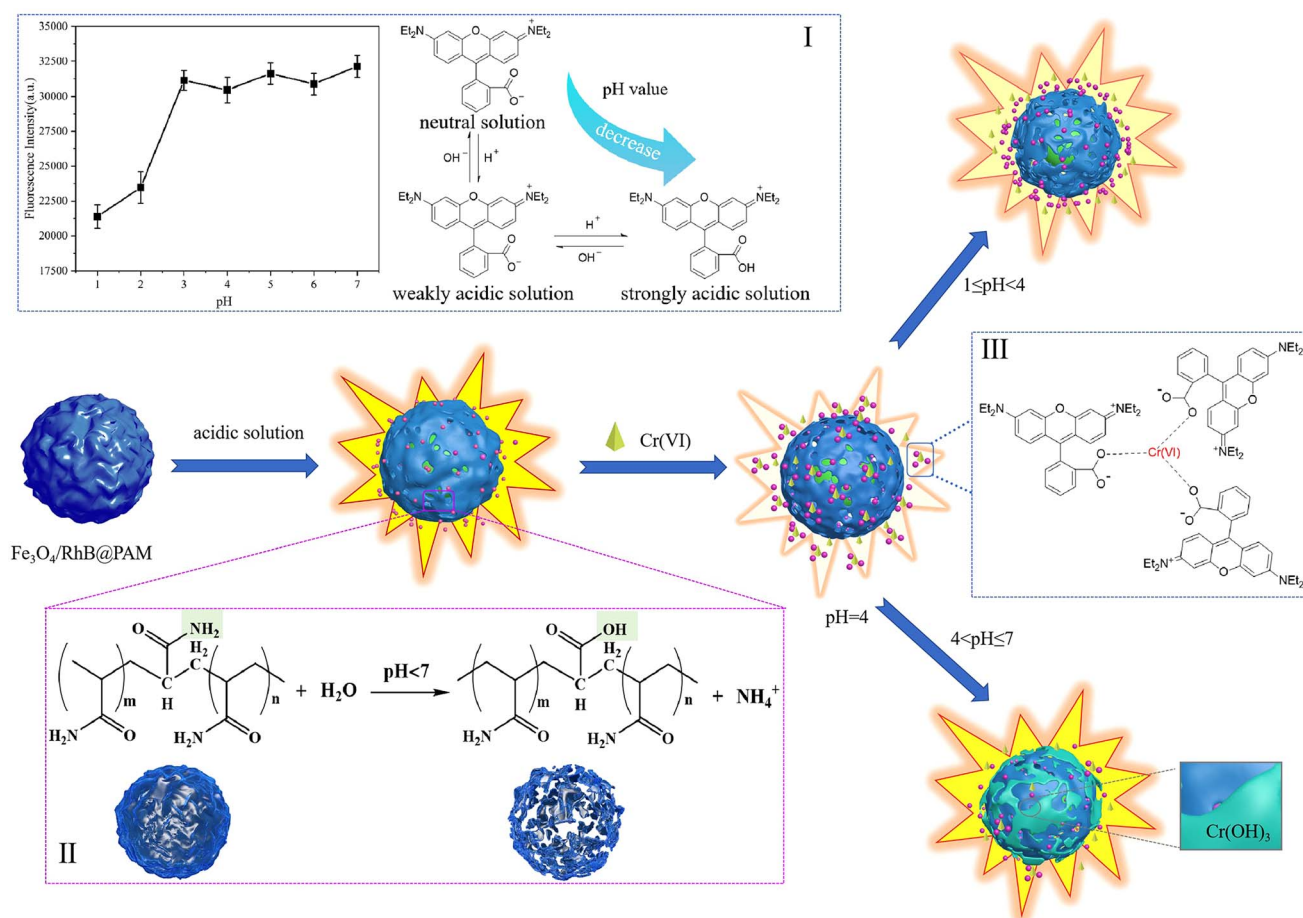 I
Fluorescence Intensity(a.u.)
35000
32500
30000
27500
25000
22500
20000
17500
1
2
3
4
5
6
7
pH
Et₂N
O
NEt₂
+
O
O⁻
neutral solution
OH⁻
H⁺
Et₂N
O
NEt₂
+
O
O⁻
weakly acidic solution
H⁺
OH⁻
Et₂N
O
NEt₂
+
O
OH
strongly acidic solution
pH value
decrease
Fe₃O₄/RhB@PAM
acidic solution
Cr(VI)
1≤pH<4
pH=4
4<pH≤7
III
Et₂N
O
NEt₂
+
O
O
-
Cr(VI)
-
O
O
NEt₂
O
+
NEt₂
-
O
O
Et₂N
+
O
NEt₂
II
O
NH₂
H₂
C
C
H
m
n
H₂N
O
H₂N
O
+ H₂O
pH<7
O
OH
H₂
C
C
H
m
n
H₂N
O
H₂N
O
+ NH₄⁺
Cr(OH)₃